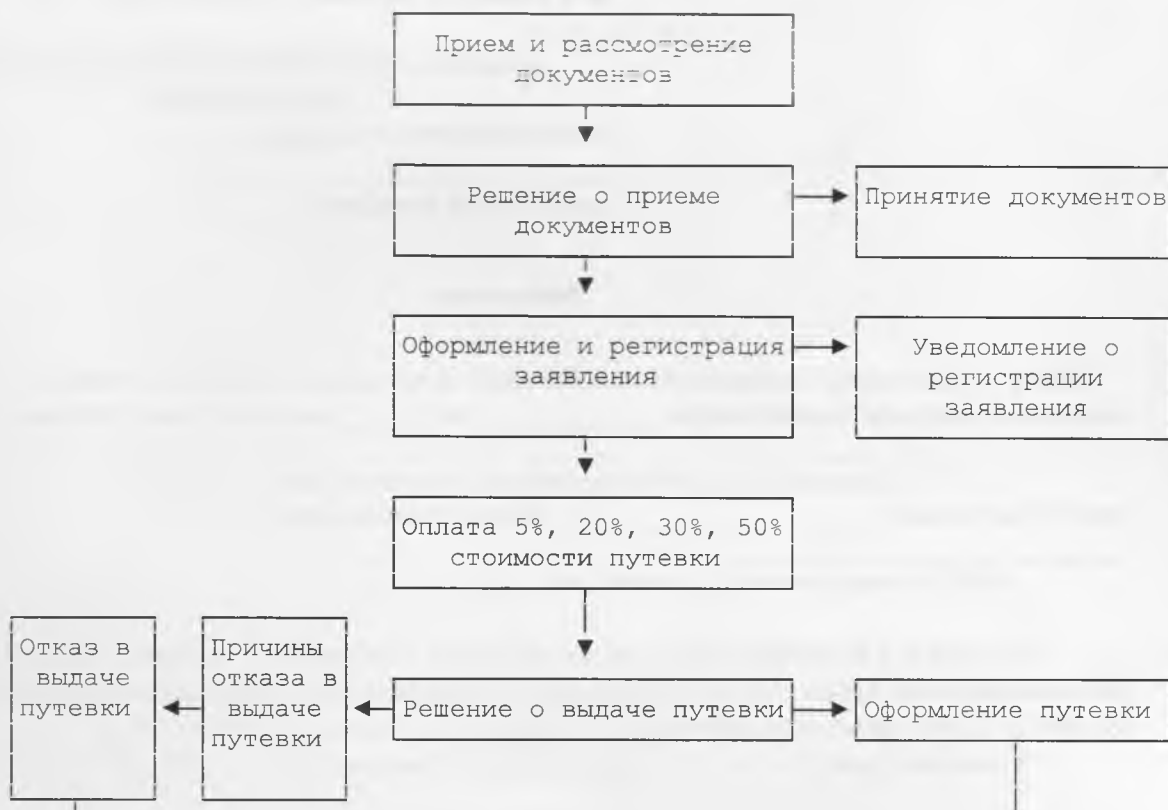 Прием и рассмотрение
документов
Решение о приеме
документов
Принятие документов
Оформление и регистрация
заявления
Уведомление о
регистрации
заявления
Оплата 5%, 20%, 30%, 50%
стоимости путевки
Отказ в
выдаче
путевки
Причины
отказа в
выдаче
путевки
Решение о выдаче путевки
Оформление путевки